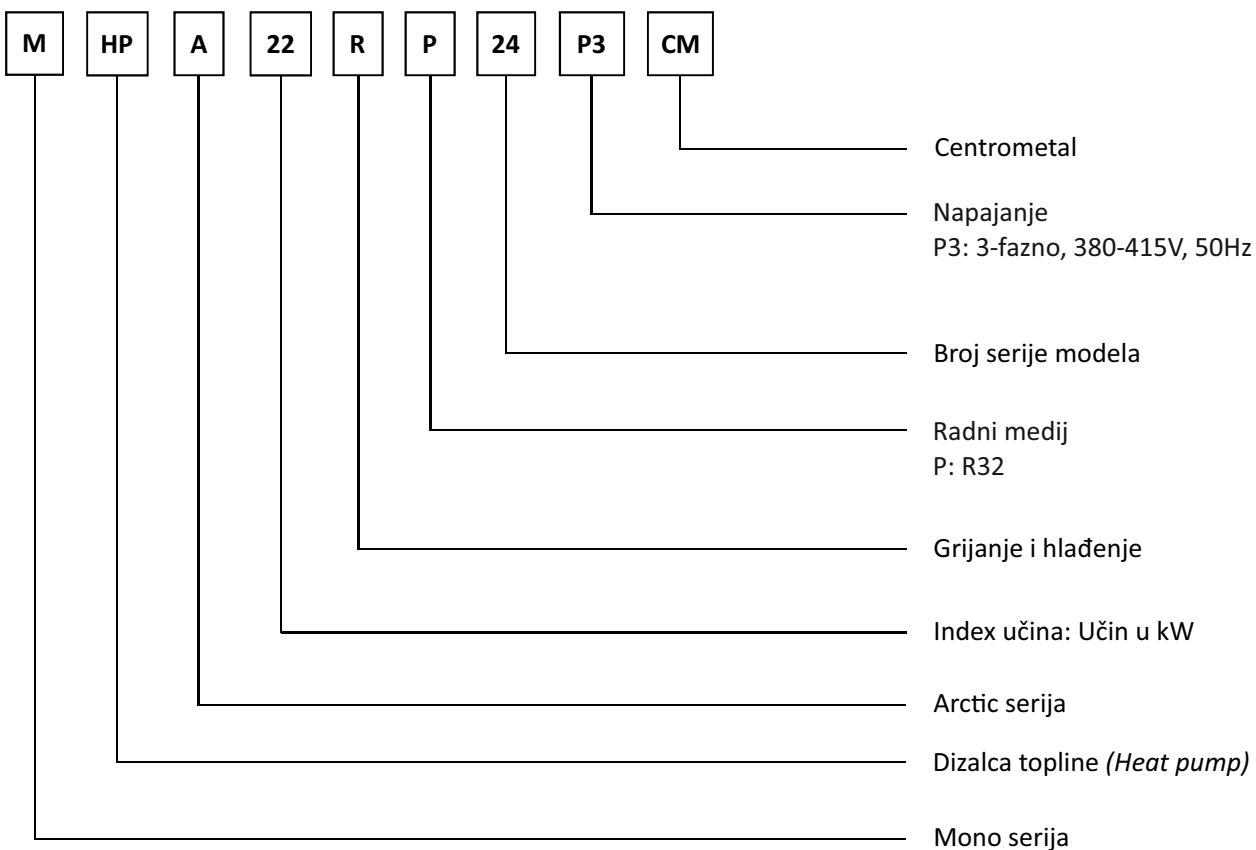 M HP A 22 R P 24 P3 CM
Centrometal
Napajanje
P3: 3-fazno, 380-415V, 50Hz
Broj serije modela
Radni medij
P: R32
Grijanje i hlađenje
Index učina: Učin u kW
Arctic serija
Dizalca topline (Heat pump)
Mono serija